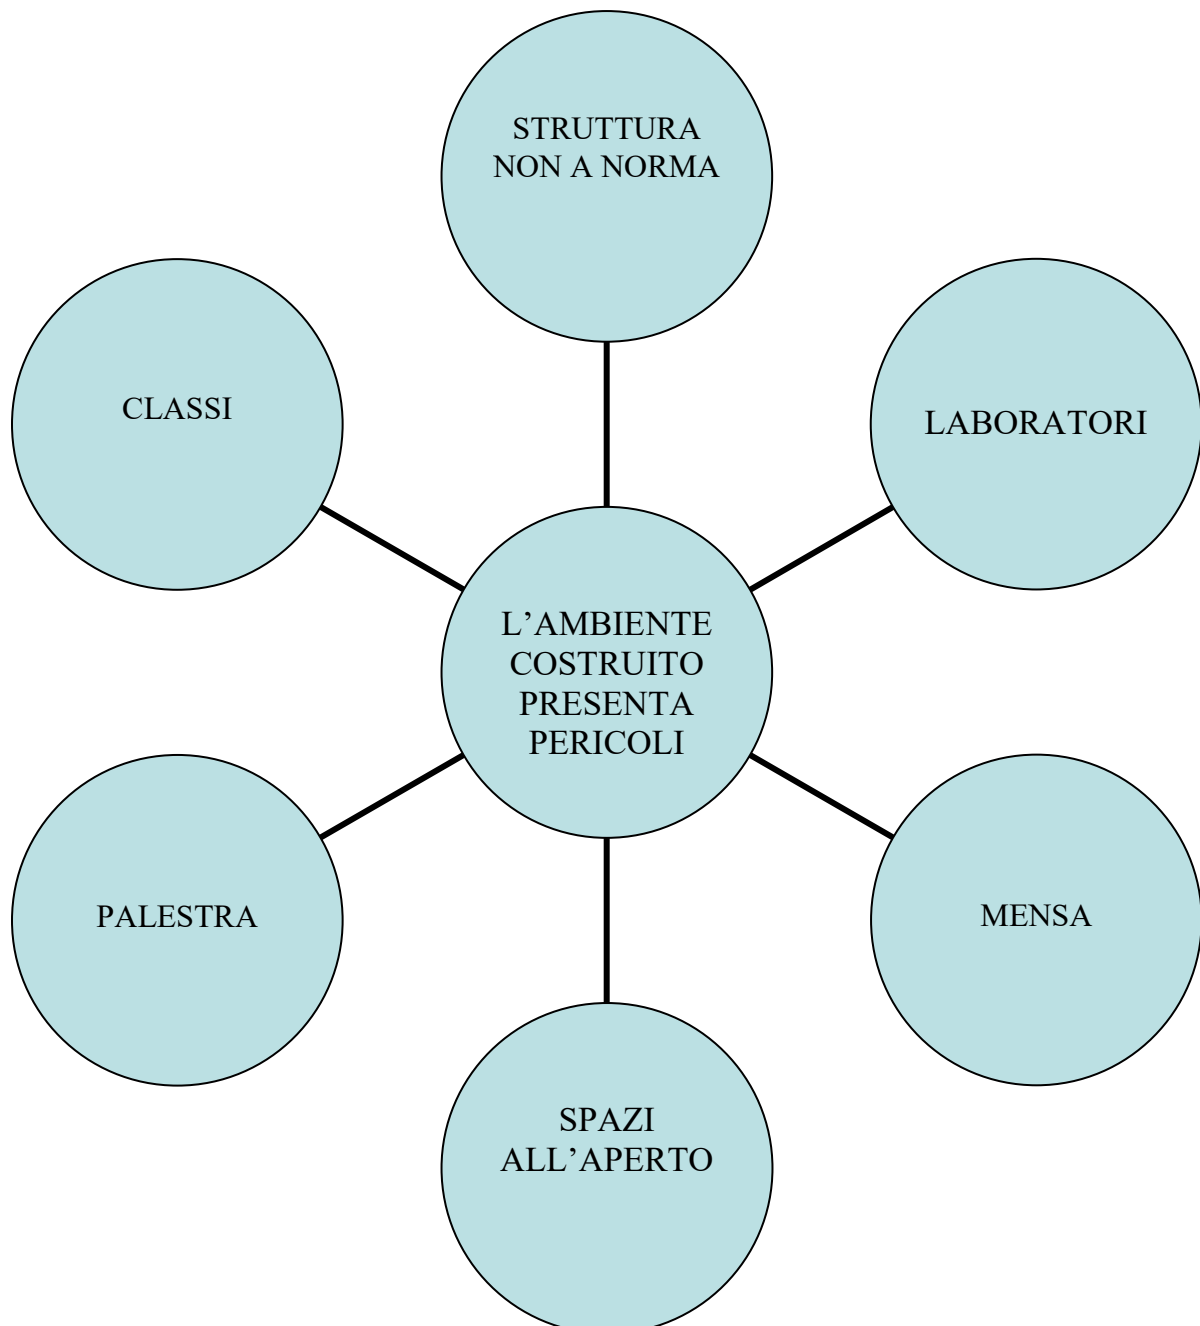 STRUTTURA
NON A NORMA
CLASSI
LABORATORI
L’AMBIENTE
COSTRUITO
PRESENTA
PERICOLI
PALESTRA
MENSA
SPAZI
ALL’APERTO